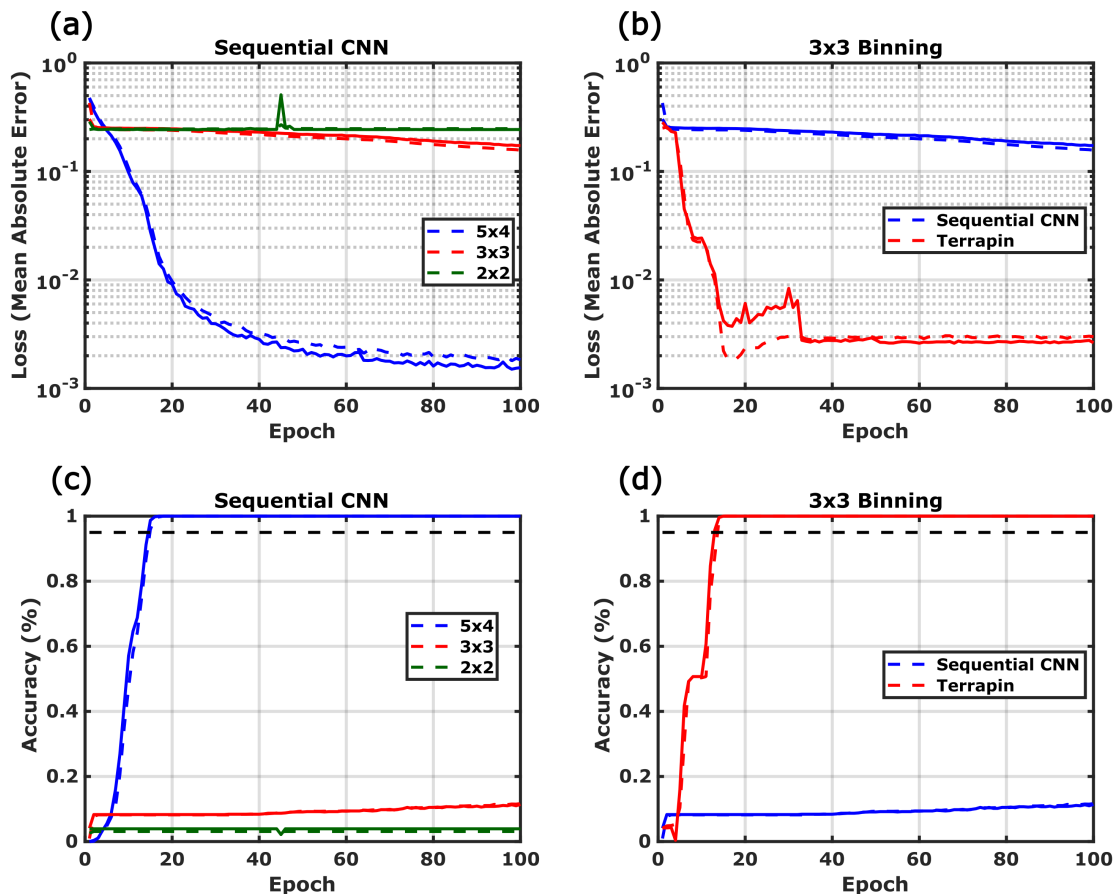 (a)
Sequential CNN
Loss (Mean Absolute Error)
10^0
10^-1
10^-2
10^-3
5x4
3x3
2x2
0 20 40 60 80 100
Epoch
(b)
3x3 Binning
Loss (Mean Absolute Error)
10^0
10^-1
10^-2
10^-3
Sequential CNN
Terrapin
0 20 40 60 80 100
Epoch
(c)
Sequential CNN
Accuracy (%)
1
0.8
0.6
0.4
0.2
0
5x4
3x3
2x2
0 20 40 60 80 100
Epoch
(d)
3x3 Binning
Accuracy (%)
1
0.8
0.6
0.4
0.2
0
Sequential CNN
Terrapin
0 20 40 60 80 100
Epoch